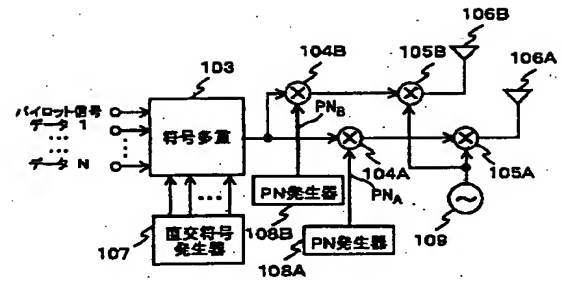 106B
103
104B
105B
106A
パイロット信号
データ 1
...
...
データ N
符号多重
PNB
104A
PNA
105A
PN発生器
108B
109
107
直交符号
発生器
PN発生器
108A